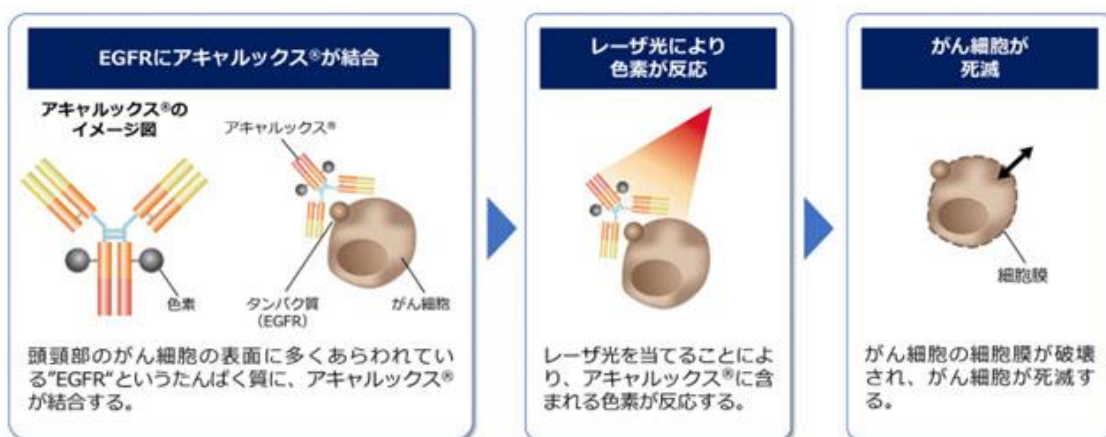 EGFRにアキャルックス®が結合
アキャルックス®の
イメージ図
アキャルックス®
色素
タンパク質
(EGFR)
がん細胞
頭頸部のがん細胞の表面に多くあらわれてい
る"EGFR"というたんぱく質に、アキャルックス®
が結合する。
レーザ光により
色素が反応
レーザ光を当てることによ
り、アキャルックス®に含
まれる色素が反応する。
がん細胞が
死滅
細胞膜
がん細胞の細胞膜が破壊
され、がん細胞が死滅す
る。